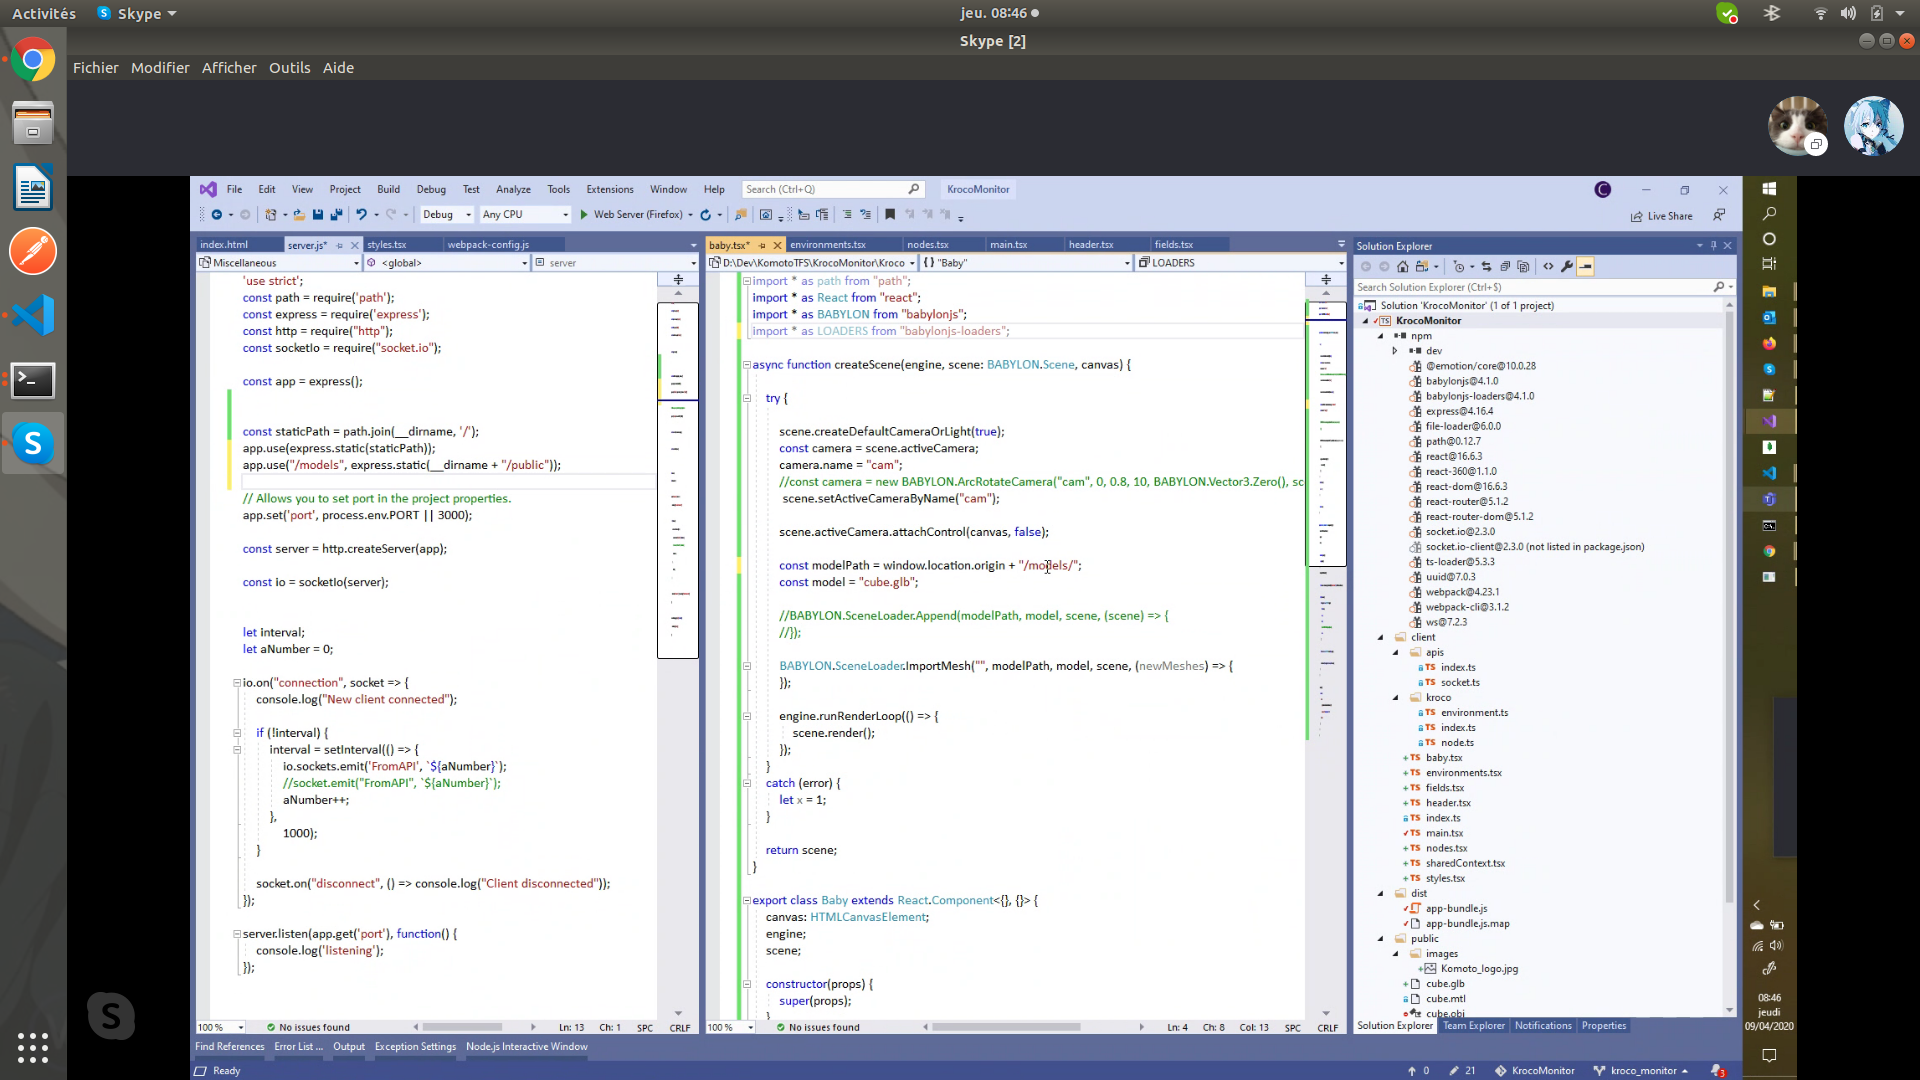 Activités
Skype
jeu. 08:46
Skype [2]
Fichier Modifier Afficher Outils Aide
File Edit View Project Build Debug Test Analyze Tools Extensions Window Help Search (Ctrl+Q) KrocoMonitor
Debug Any CPU Web Server (Firefox) Live Share
index.html server.js* styles.tsx webpack-config.js
Miscellaneous <global> server
'use strict';
const path = require('path');
const express = require('express');
const http = require("http");
const socketIo = require("socket.io");
const app = express();
const staticPath = path.join(__dirname, '/');
app.use(express.static(staticPath));
app.use("/models", express.static(__dirname + "/public"));
// Allows you to set port in the project properties.
app.set('port', process.env.PORT || 3000);
const server = http.createServer(app);
const io = socketIo(server);
let interval;
let aNumber = 0;
io.on("connection", socket => {
console.log("New client connected");
if (!interval) {
interval = setInterval(() => {
io.sockets.emit('FromAPI', `${aNumber}`);
//socket.emit("FromAPI", `${aNumber}`);
aNumber++;
},
1000);
}
socket.on("disconnect", () => console.log("Client disconnected"));
});
server.listen(app.get('port'), function() {
console.log('listening');
});
100 % No issues found Ln: 13 Ch: 1 SPC CRLF
baby.tsx* environments.tsx nodes.tsx main.tsx header.tsx fields.tsx
D:\Dev\KomotoTFS\KrocoMonitor\Kroco {} "Baby" LOADERS
import * as path from "path";
import * as React from "react";
import * as BABYLON from "babylonjs";
import * as LOADERS from "babylonjs-loaders";
async function createScene(engine, scene: BABYLON.Scene, canvas) {
try {
scene.createDefaultCameraOrLight(true);
const camera = scene.activeCamera;
camera.name = "cam";
//const camera = new BABYLON.ArcRotateCamera("cam", 0, 0.8, 10, BABYLON.Vector3.Zero(), sc
scene.setActiveCameraByName("cam");
scene.activeCamera.attachControl(canvas, false);
const modelPath = window.location.origin + "/models/";
const model = "cube.glb";
//BABYLON.SceneLoader.Append(modelPath, model, scene, (scene) => {
//});
BABYLON.SceneLoader.ImportMesh("", modelPath, model, scene, (newMeshes) => {
});
engine.runRenderLoop(() => {
scene.render();
});
}
catch (error) {
let x = 1;
}
return scene;
}
export class Baby extends React.Component<{}, {}> {
canvas: HTMLCanvasElement;
engine;
scene;
constructor(props) {
super(props);
}
100 % No issues found Ln: 4 Ch: 8 Col: 13 SPC CRLF
Solution Explorer
Search Solution Explorer (Ctrl+$)
Solution 'KrocoMonitor' (1 of 1 project)
KrocoMonitor
npm
dev
@emotion/core@10.0.28
babylonjs@4.1.0
babylonjs-loaders@4.1.0
express@4.16.4
file-loader@6.0.0
path@0.12.7
react@16.6.3
react-360@1.1.0
react-dom@16.6.3
react-router@5.1.2
react-router-dom@5.1.2
socket.io@2.3.0
socket.io-client@2.3.0 (not listed in package.json)
ts-loader@5.3.3
uuid@7.0.3
webpack@4.23.1
webpack-cli@3.1.2
ws@7.2.3
client
apis
TS index.ts
TS socket.ts
kroco
TS environment.ts
TS index.ts
TS node.ts
TS baby.tsx
TS environments.tsx
TS fields.tsx
TS header.tsx
TS index.ts
TS main.tsx
TS nodes.tsx
TS sharedContext.tsx
TS styles.tsx
dist
app-bundle.js
app-bundle.js.map
public
images
Komoto_logo.jpg
cube.glb
cube.mtl
cube.obj
Solution Explorer Team Explorer Notifications Properties
Find References Error List ... Output Exception Settings Node.js Interactive Window
Ready
0 21 KrocoMonitor kroco_monitor 3
08:46
jeudi
09/04/2020